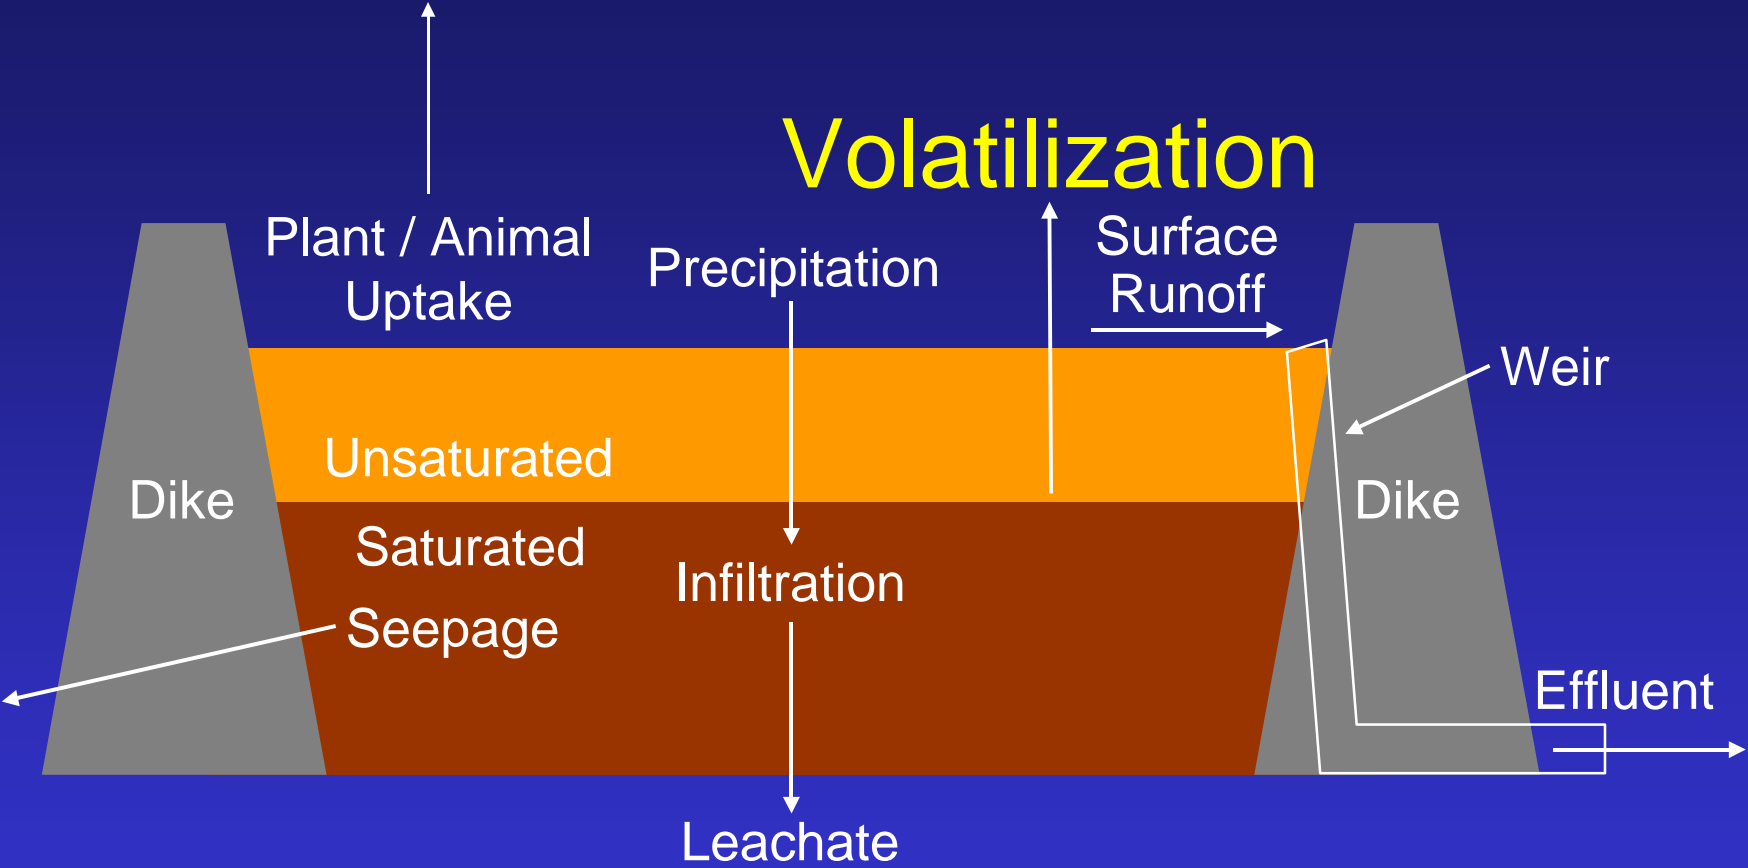 Volatilization
Plant / Animal
Uptake
Precipitation
Surface
Runoff
Weir
Unsaturated
Dike
Dike
Saturated
Infiltration
Seepage
Effluent
Leachate